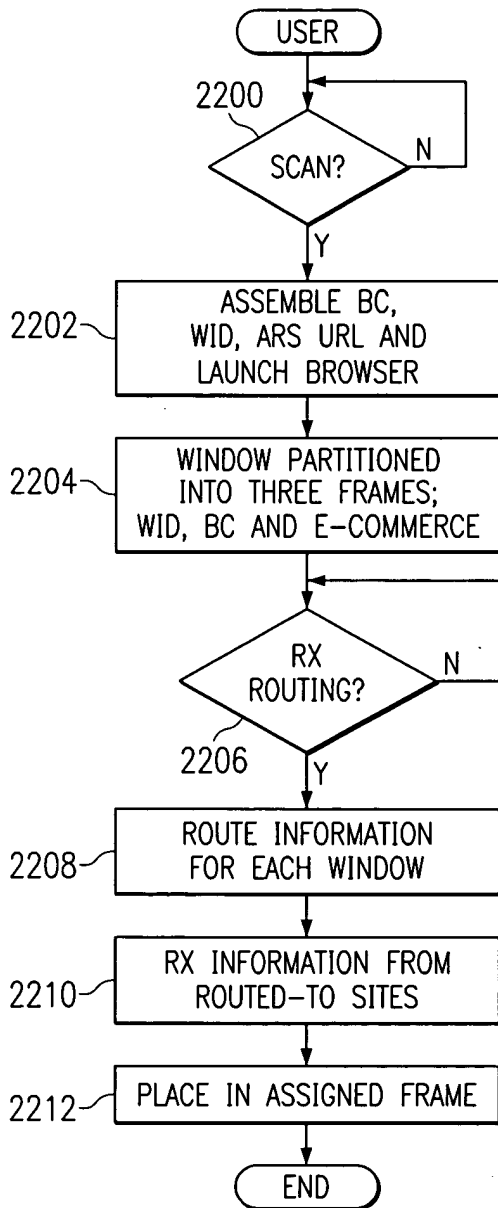 USER
2200
SCAN?
N
Y
2202
ASSEMBLE BC,
WID, ARS URL AND
LAUNCH BROWSER
2204
WINDOW PARTITIONED
INTO THREE FRAMES;
WID, BC AND E-COMMERCE
RX
ROUTING?
N
2206
Y
2208
ROUTE INFORMATION
FOR EACH WINDOW
2210
RX INFORMATION FROM
ROUTED-TO SITES
2212
PLACE IN ASSIGNED FRAME
END